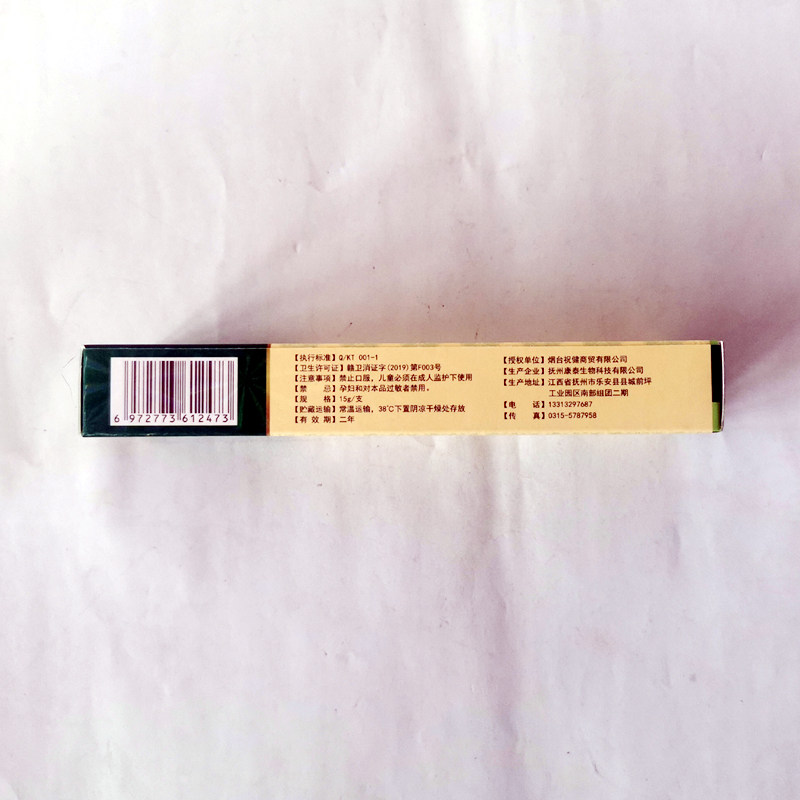 6 972773 612473
【执行标准】Q/KT 001-1
【卫生许可证】赣卫消证字(2019)第F003号
【注意事项】禁止口服，儿童必须在成人监护下使用
【禁 忌】孕妇和对本品过敏者禁用。
【规 格】15g/支
【贮藏运输】常温运输，38℃下置阴凉干燥处存放
【有 效 期】二年
【授权单位】烟台祝健商贸有限公司
【生产企业】抚州康泰生物科技有限公司
【生产地址】江西省抚州市乐安县县城前坪
工业园区南部组团二期
【电 话】13313297687
【传 真】0315-5787958